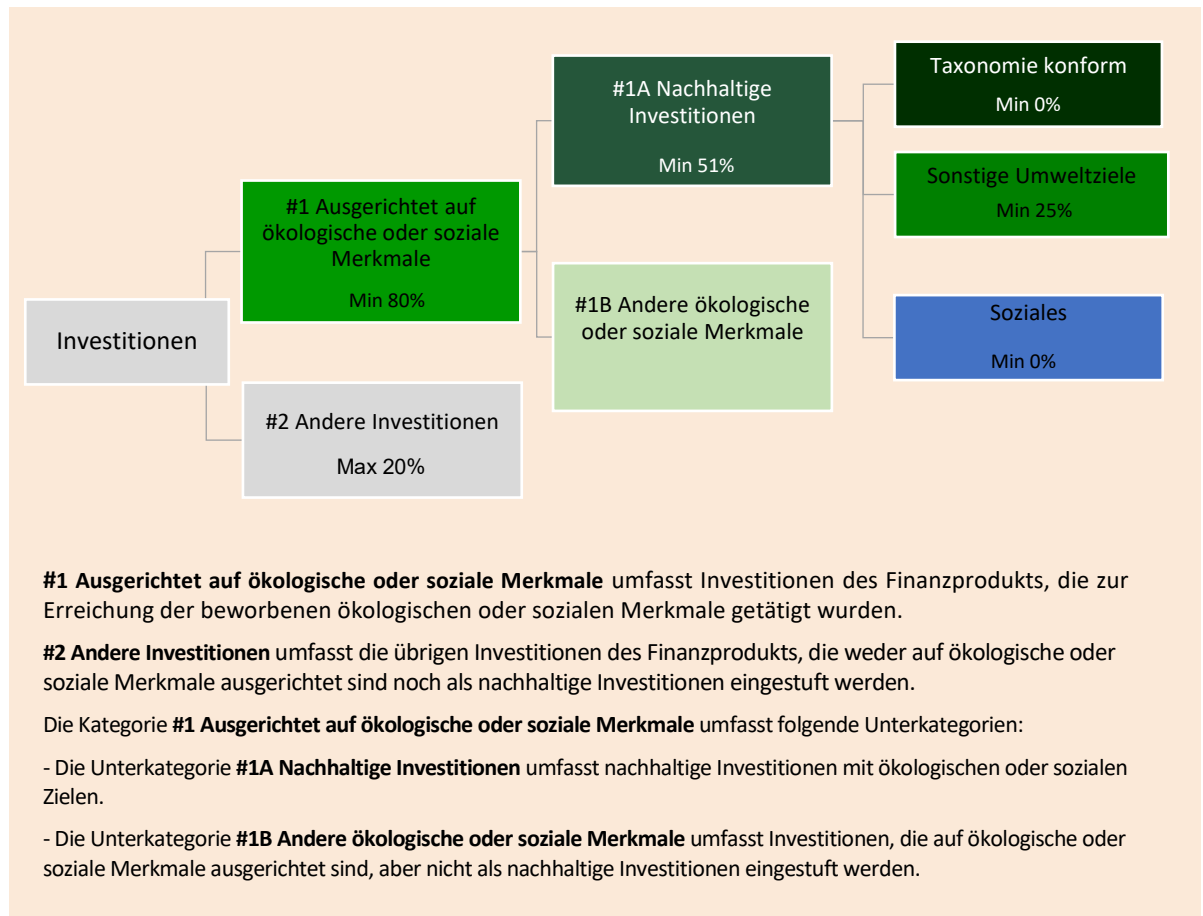 Investitionen
#1 Ausgerichtet auf
ökologische oder soziale
Merkmale
Min 80%
#2 Andere Investitionen
Max 20%
#1A Nachhaltige
Investitionen
Min 51%
#1B Andere ökologische
oder soziale Merkmale
Taxonomie konform
Min 0%
Sonstige Umweltziele
Min 25%
Soziales
Min 0%
#1 Ausgerichtet auf ökologische oder soziale Merkmale umfasst Investitionen des Finanzprodukts, die zur
Erreichung der beworbenen ökologischen oder sozialen Merkmale getätigt wurden.
#2 Andere Investitionen umfasst die übrigen Investitionen des Finanzprodukts, die weder auf ökologische oder
soziale Merkmale ausgerichtet sind noch als nachhaltige Investitionen eingestuft werden.
Die Kategorie #1 Ausgerichtet auf ökologische oder soziale Merkmale umfasst folgende Unterkategorien:
- Die Unterkategorie #1A Nachhaltige Investitionen umfasst nachhaltige Investitionen mit ökologischen oder sozialen
Zielen.
- Die Unterkategorie #1B Andere ökologische oder soziale Merkmale umfasst Investitionen, die auf ökologische oder
soziale Merkmale ausgerichtet sind, aber nicht als nachhaltige Investitionen eingestuft werden.